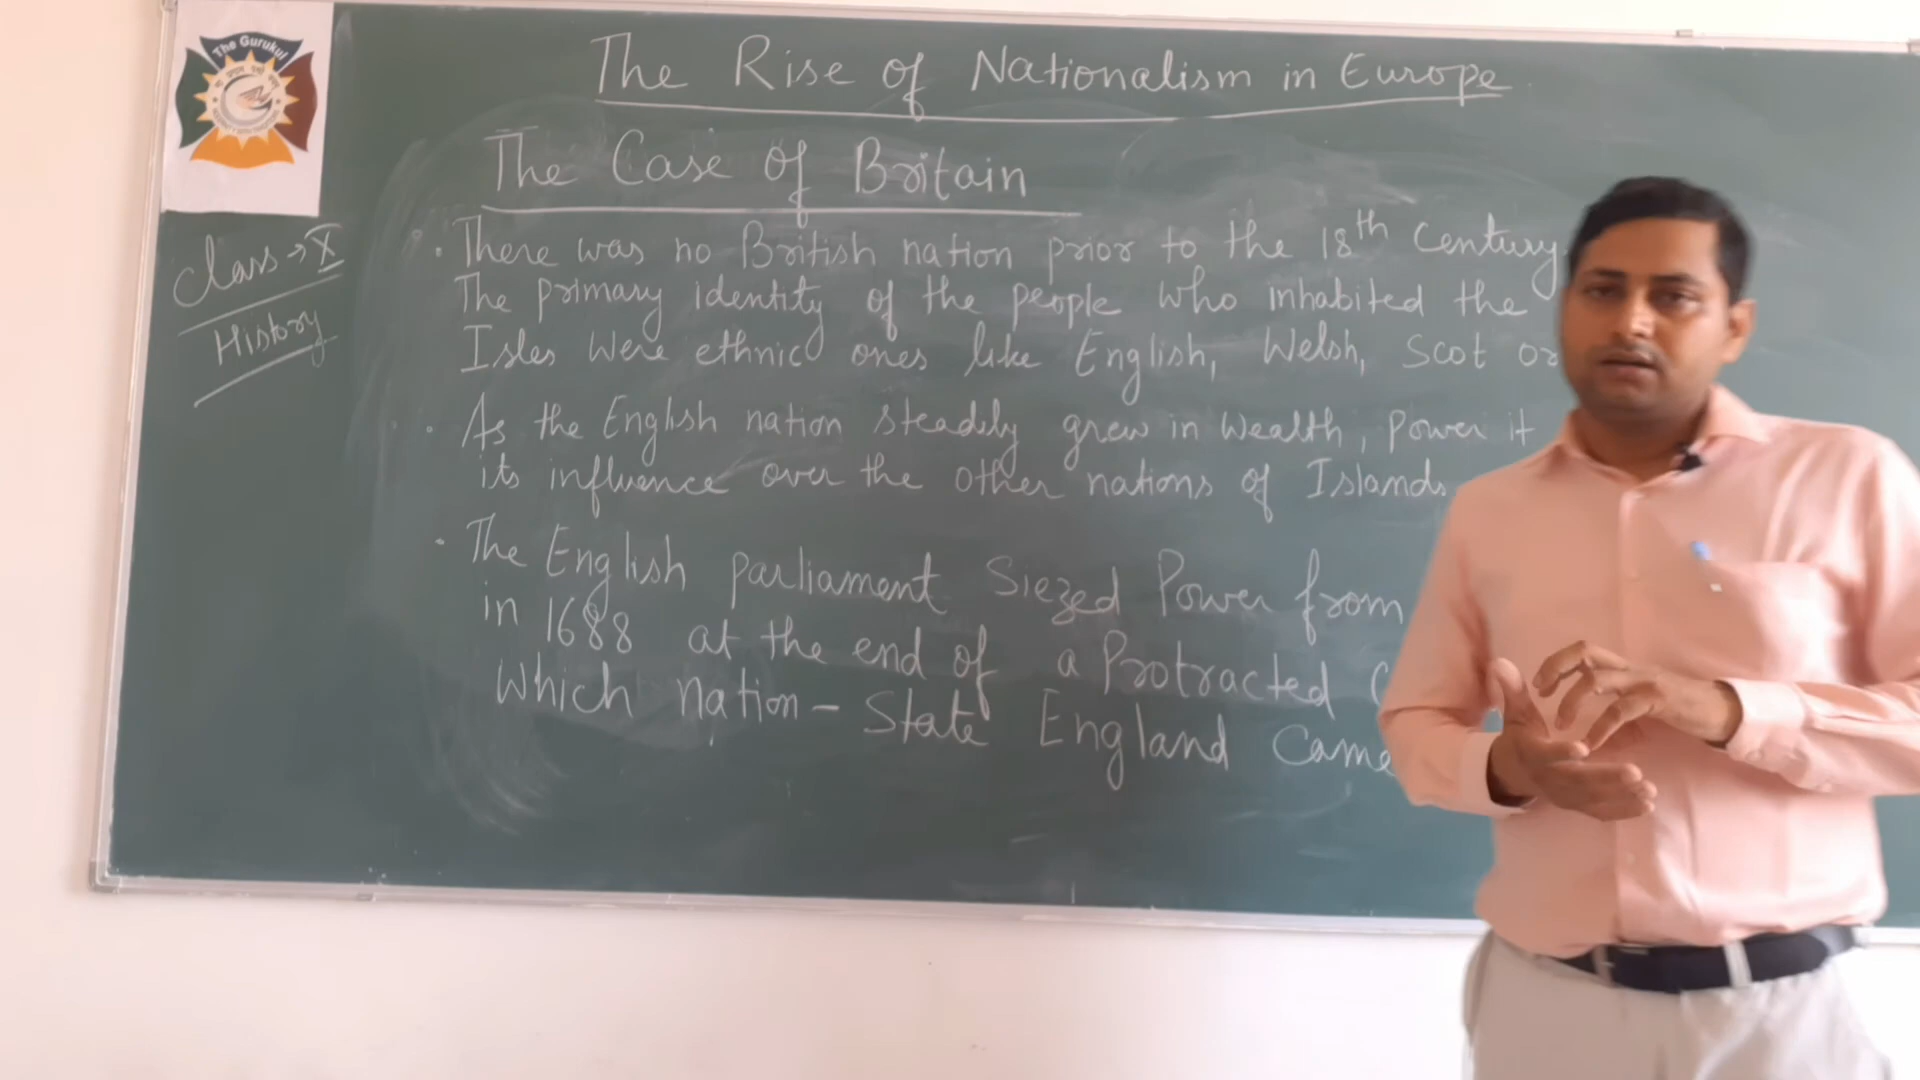 The Gurukul
The Rise of Nationalism in Europe
The Case Of Britain
Class → X
History
• There was no British nation prior to the 18th Century
The primary identity of the people who inhabited the
Isles were ethnic ones like English, Welsh, Scot or
• As the English nation steadily grew in wealth, Power it
its influence over the other nations of Islands.
• The English parliament Siezed Power from
in 1688 at the end of a Protracted
Which nation - State England Came